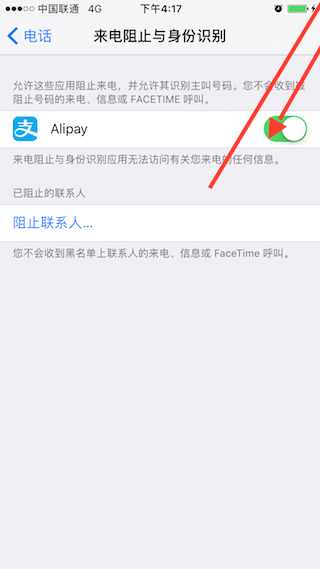 中国联通 4G 下午4:17
电话 来电阻止与身份识别
允许这些应用阻止来电，并允许其识别主叫号码。您不会收到被
阻止号码的来电、信息或 FACETIME 呼叫。
支 Alipay
来电阻止与身份识别应用无法访问有关您来电的任何信息。
已阻止的联系人
阻止联系人...
您不会收到黑名单上联系人的来电、信息或 FaceTime 呼叫。